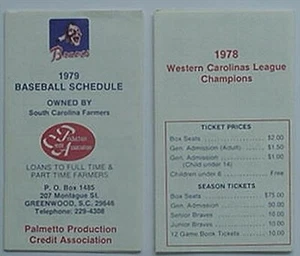 Braves
1979
BASEBALL SCHEDULE
OWNED BY
South Carolina Farmers
Production
Credit
Association
LOANS TO FULL TIME &
PART TIME FARMERS
P. O. Box 1485
207 Montague St.
GREENWOOD, S.C. 29646
Telephone: 229-4308
Palmetto Production
Credit Association
1978
Western Carolinas League
Champions
TICKET PRICES
Box Seats $2.00
Gen. Admission (Adult) $1.50
Gen. Admission $1.00
(Child under 14)
Children under 6 Free
SEASON TICKETS
Box Seats $75.00
Gen. Admission 50.00
Senior Braves 10.00
Junior Braves 10.00
12 Game Book Tickets 10.00